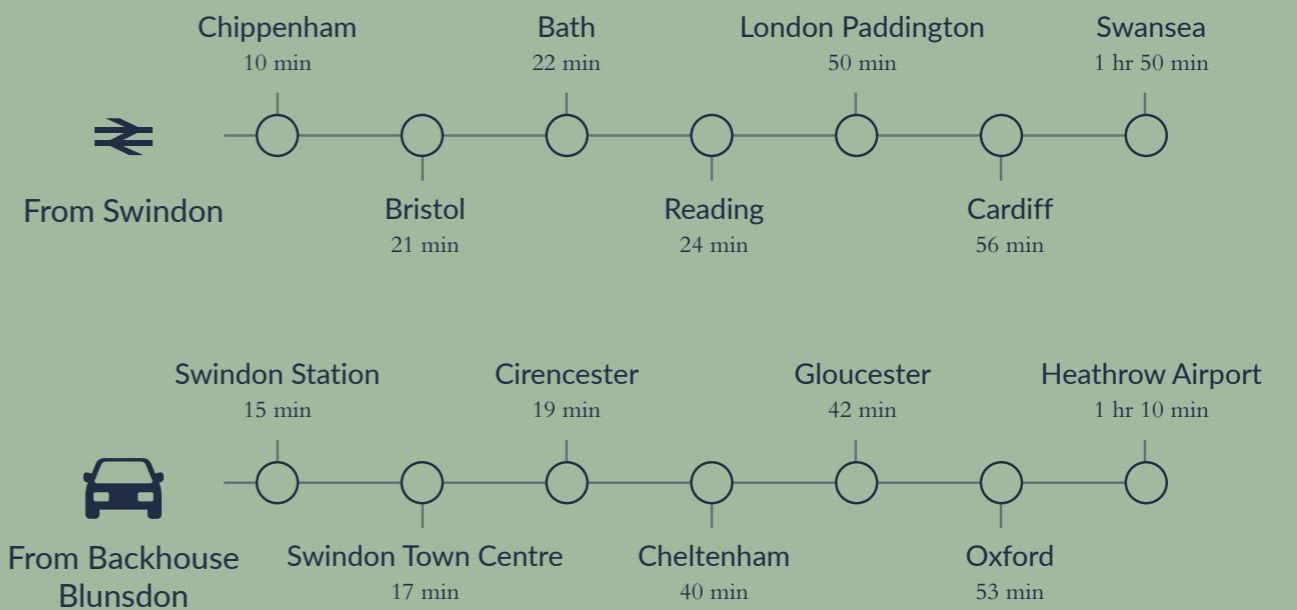 Chippenham
10 min
Bath
22 min
London Paddington
50 min
Swansea
1 hr 50 min
From Swindon
Bristol
21 min
Reading
24 min
Cardiff
56 min
Swindon Station
15 min
Cirencester
19 min
Gloucester
42 min
Heathrow Airport
1 hr 10 min
From Backhouse
Blunsdon
Swindon Town Centre
17 min
Cheltenham
40 min
Oxford
53 min